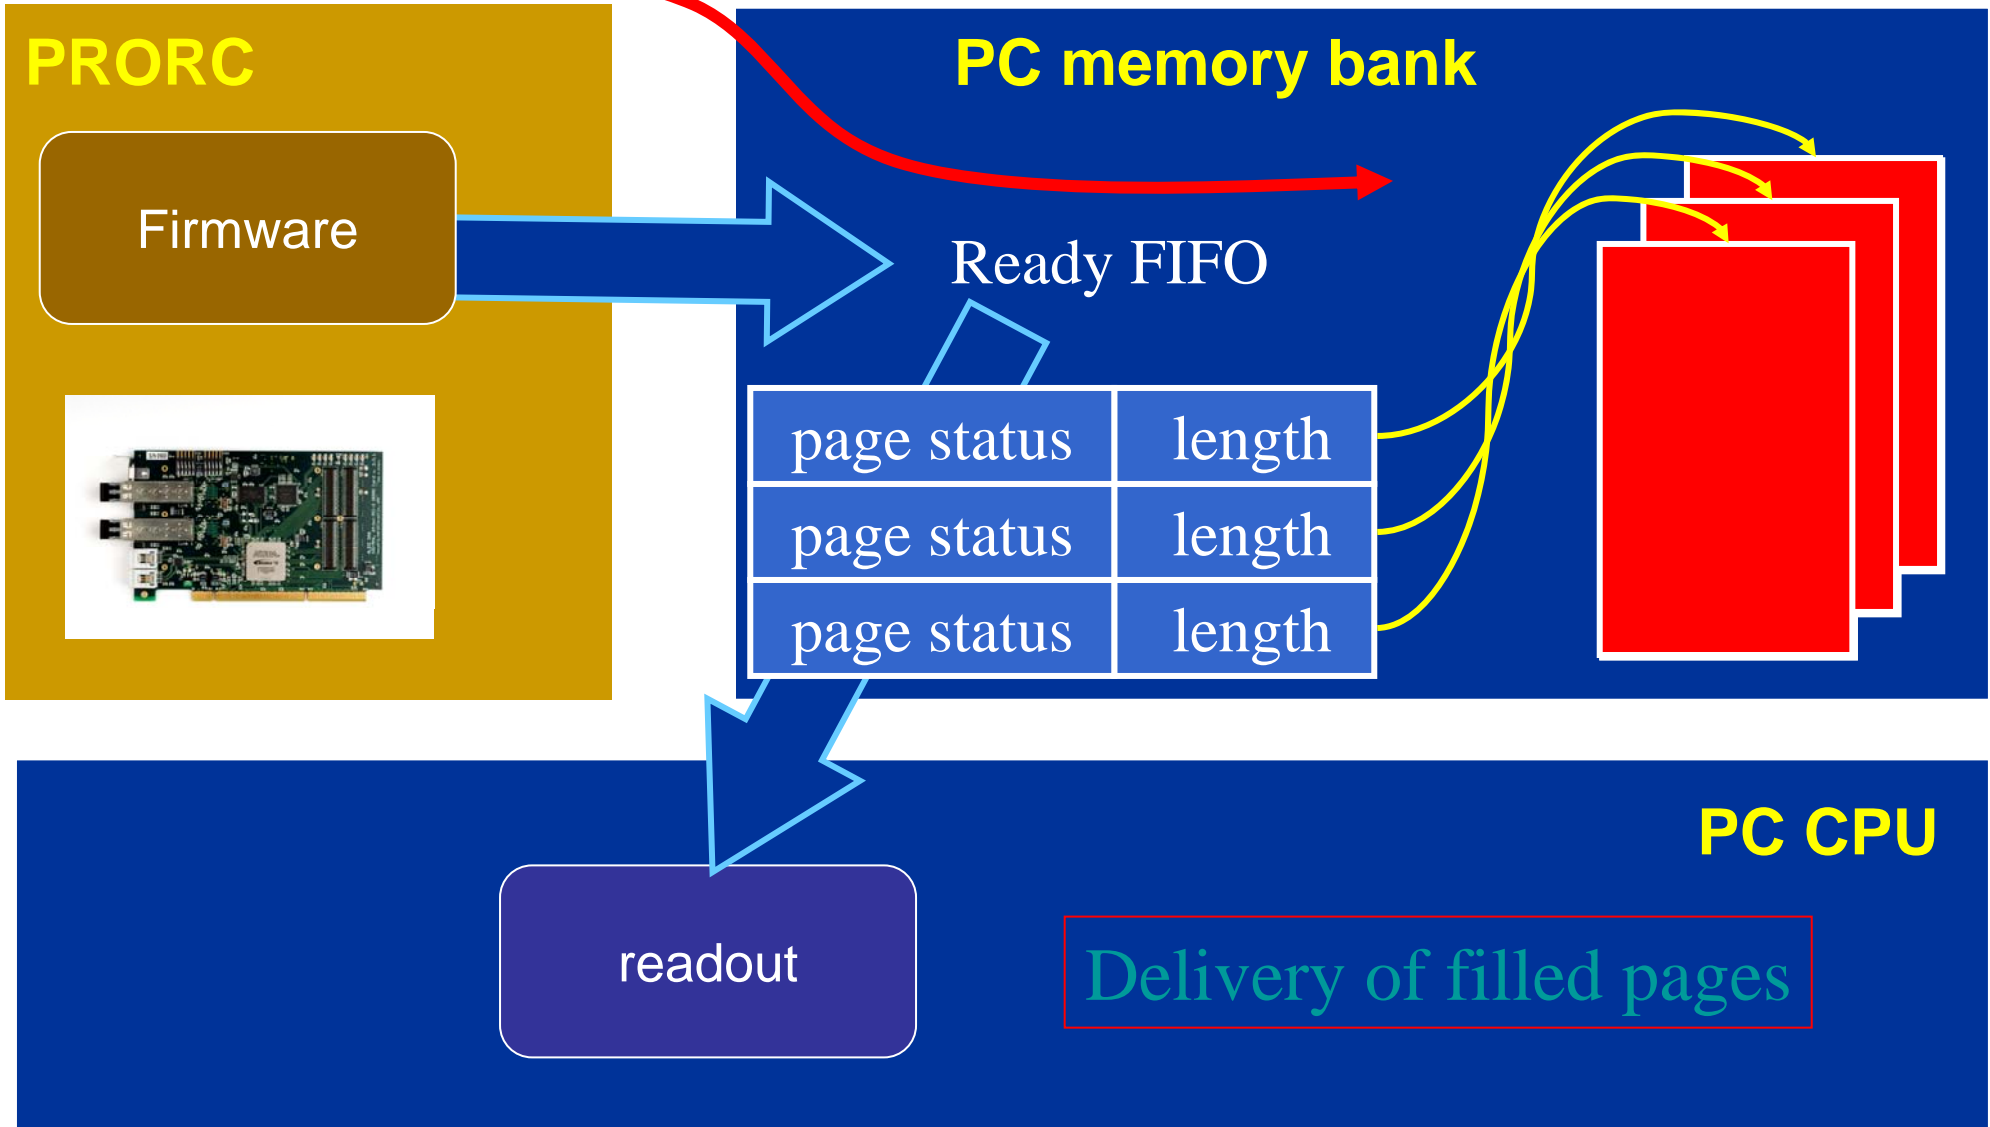 PRORC
PC memory bank
Firmware
Ready FIFO
page status length
page status length
page status length
PC CPU
readout
Delivery of filled pages